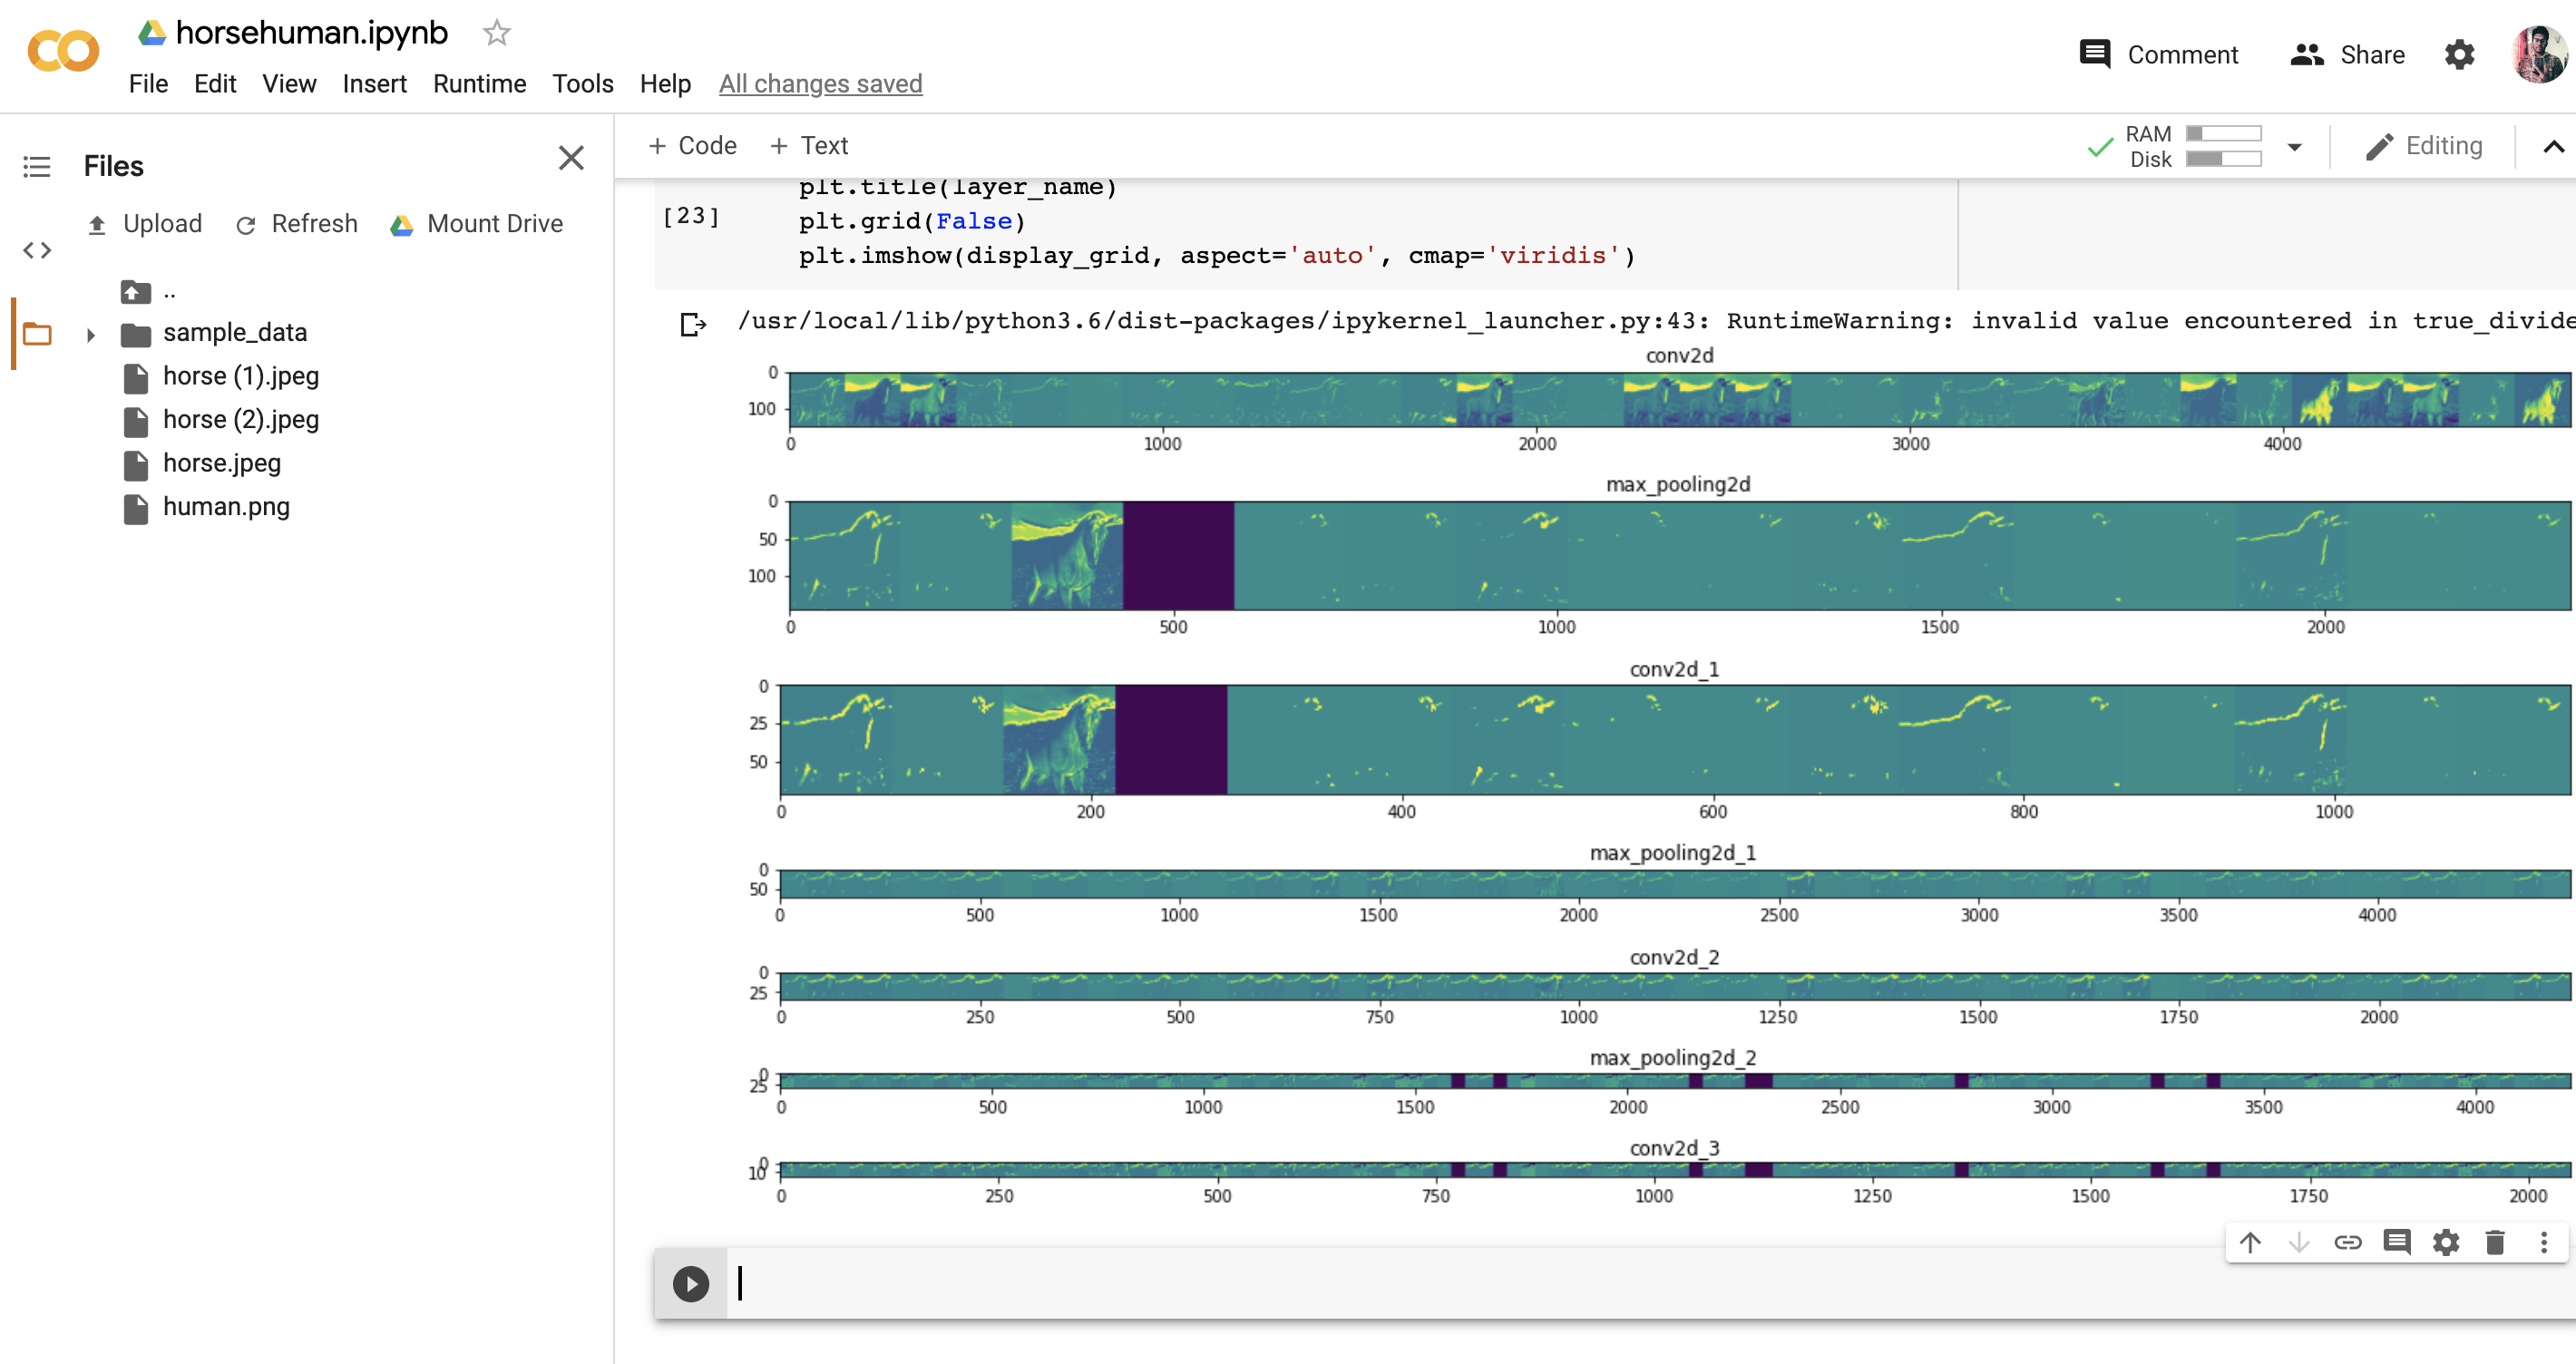 horsehuman.ipynb
File Edit View Insert Runtime Tools Help All changes saved
Comment Share
Files
Upload Refresh Mount Drive
..
sample_data
horse (1).jpeg
horse (2).jpeg
horse.jpeg
human.png
+ Code + Text
RAM
Disk
Editing
plt.title(layer_name)
[23]
plt.grid(False)
plt.imshow(display_grid, aspect='auto', cmap='viridis')
/usr/local/lib/python3.6/dist-packages/ipykernel_launcher.py:43: RuntimeWarning: invalid value encountered in true_divide
conv2d
0
100
0 1000 2000 3000 4000
max_pooling2d
0
50
100
0 500 1000 1500 2000
conv2d_1
0
25
50
0 200 400 600 800 1000
max_pooling2d_1
0
50
0 500 1000 1500 2000 2500 3000 3500 4000
conv2d_2
0
25
0 250 500 750 1000 1250 1500 1750 2000
max_pooling2d_2
0
25
0 500 1000 1500 2000 2500 3000 3500 4000
conv2d_3
0
10
0 250 500 750 1000 1250 1500 1750 2000